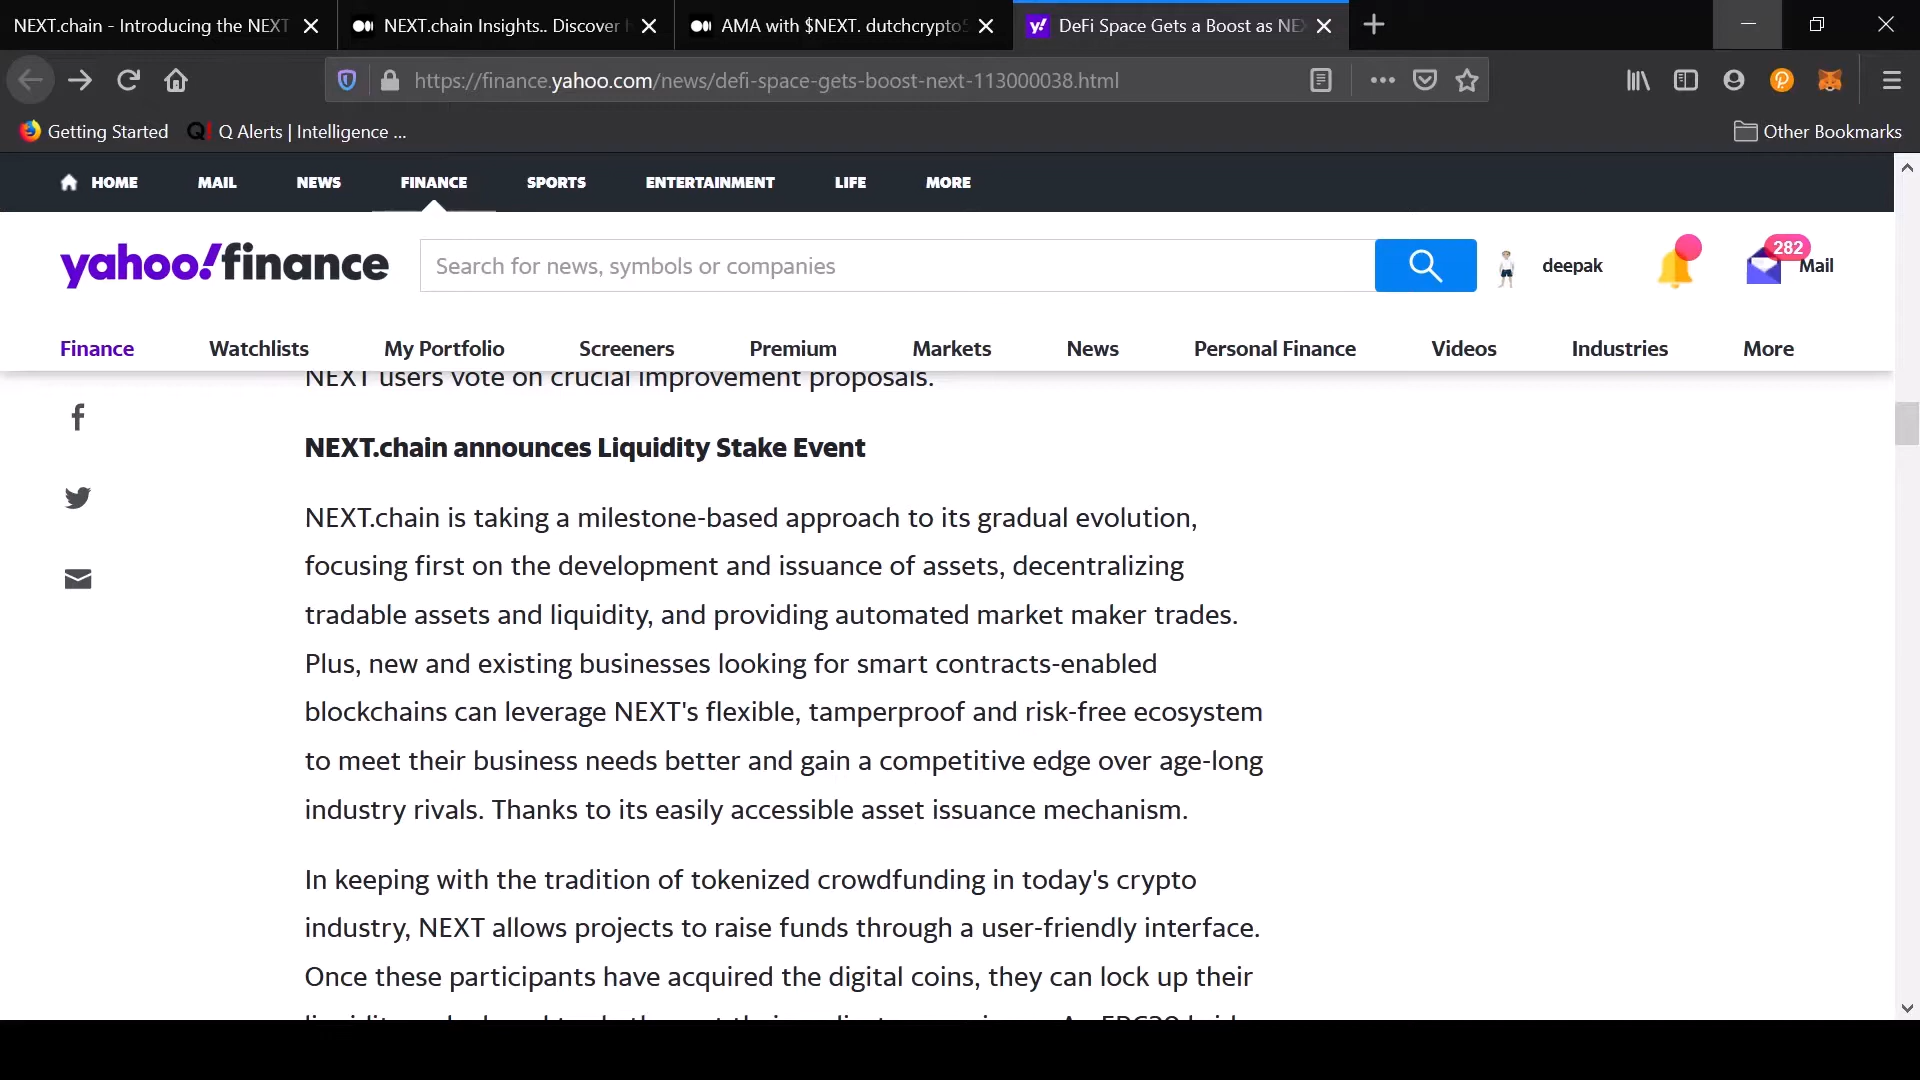 NEXT.chain - Introducing the NEXT
NEXT.chain Insights.. Discover
AMA with $NEXT. dutchcrypto
DeFi Space Gets a Boost as NE
https://finance.yahoo.com/news/defi-space-gets-boost-next-113000038.html
Getting Started
Q Alerts | Intelligence ...
Other Bookmarks
HOME
MAIL
NEWS
FINANCE
SPORTS
ENTERTAINMENT
LIFE
MORE
yahoo!finance
Search for news, symbols or companies
deepak
282
Mail
Finance
Watchlists
My Portfolio
Screeners
Premium
Markets
News
Personal Finance
Videos
Industries
More
NEXT users vote on crucial improvement proposals.
NEXT.chain announces Liquidity Stake Event
NEXT.chain is taking a milestone-based approach to its gradual evolution,
focusing first on the development and issuance of assets, decentralizing
tradable assets and liquidity, and providing automated market maker trades.
Plus, new and existing businesses looking for smart contracts-enabled
blockchains can leverage NEXT's flexible, tamperproof and risk-free ecosystem
to meet their business needs better and gain a competitive edge over age-long
industry rivals. Thanks to its easily accessible asset issuance mechanism.
In keeping with the tradition of tokenized crowdfunding in today's crypto
industry, NEXT allows projects to raise funds through a user-friendly interface.
Once these participants have acquired the digital coins, they can lock up their